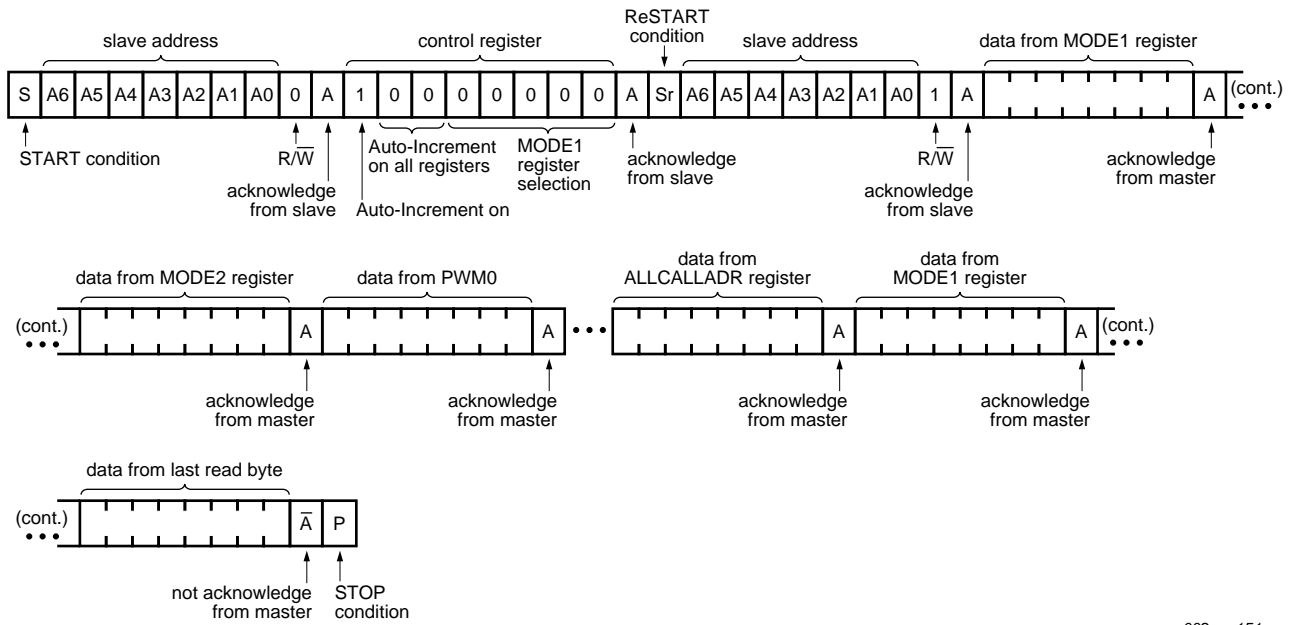 ReSTART
condition
slave address
control register
slave address
data from MODE1 register
S A6 A5 A4 A3 A2 A1 A0 0 A 1 0 0 0 0 0 0 0 A Sr A6 A5 A4 A3 A2 A1 A0 1 A A (cont.)
START condition
R/W̅
acknowledge
from slave
Auto-Increment on
Auto-Increment
on all registers
MODE1
register
selection
acknowledge
from slave
R/W̅
acknowledge
from slave
acknowledge
from master
data from MODE2 register
data from PWM0
data from
ALLCALLADR register
data from
MODE1 register
(cont.) A A A A (cont.)
acknowledge
from master
acknowledge
from master
acknowledge
from master
acknowledge
from master
data from last read byte
(cont.) A̅ P
not acknowledge
from master
STOP
condition